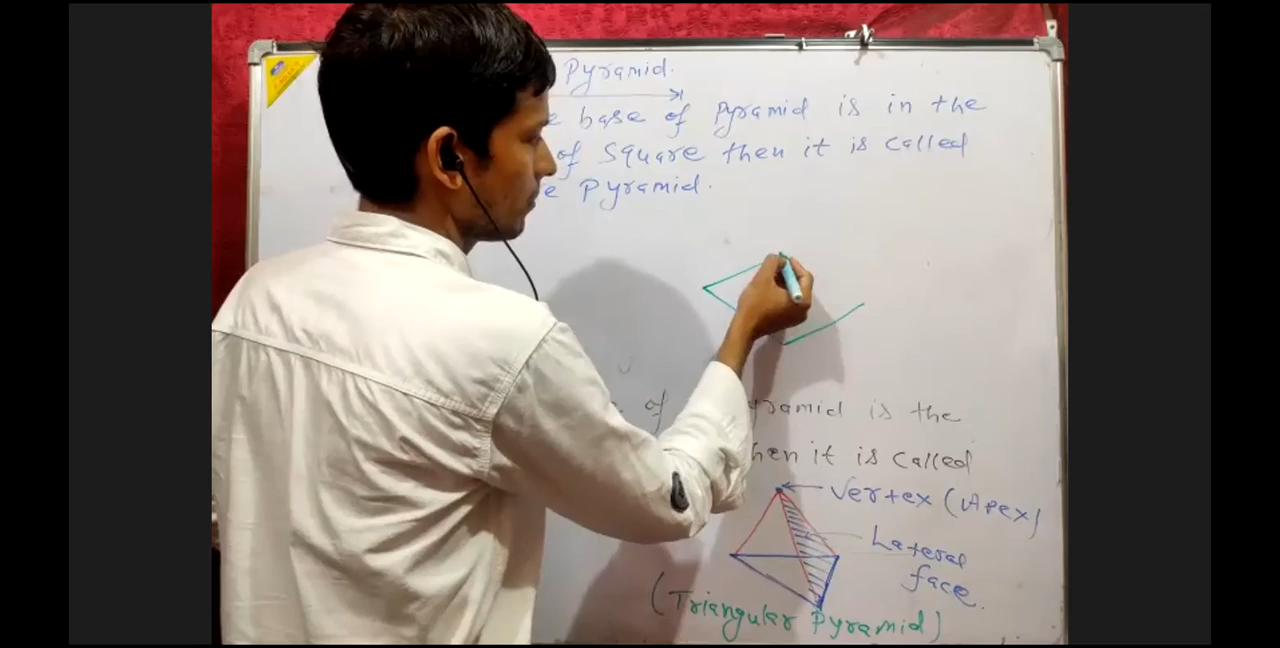 Pyramid.
e base of Pyramid is in the
of Square then it is called
e Pyramid.
of yramid is the
hen it is called
Vertex (Apex)
Lateral
face.
(Triangular Pyramid)